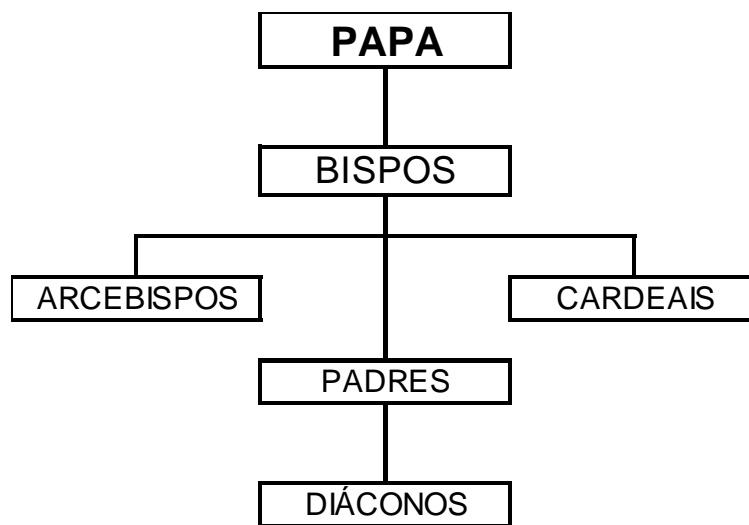 PAPA
BISPOS
ARCEBISPOS
CARDEAIS
PADRES
DIÁCONOS